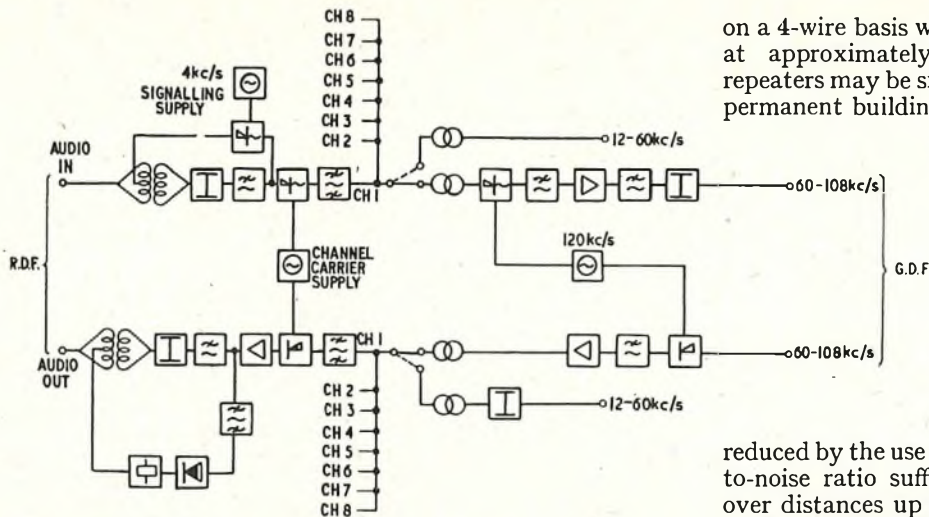 CH 8
CH 7
CH 6
CH 5
CH 4
CH 3
CH 2
4kc/s
SIGNALLING
SUPPLY
AUDIO
IN
12-60kc/s
CH 1
60-108kc/s
R.D.F.
CHANNEL
CARRIER
SUPPLY
120kc/s
G.D.F
AUDIO
OUT
CH 1
60-108kc/s
CH 2
CH 3
CH 4
CH 5
CH 6
CH 7
CH 8
12-60kc/s
on a 4-wire basis w
at approximately
repeaters may be s
permanent buildin
reduced by the use
to-noise ratio suff
over distances up